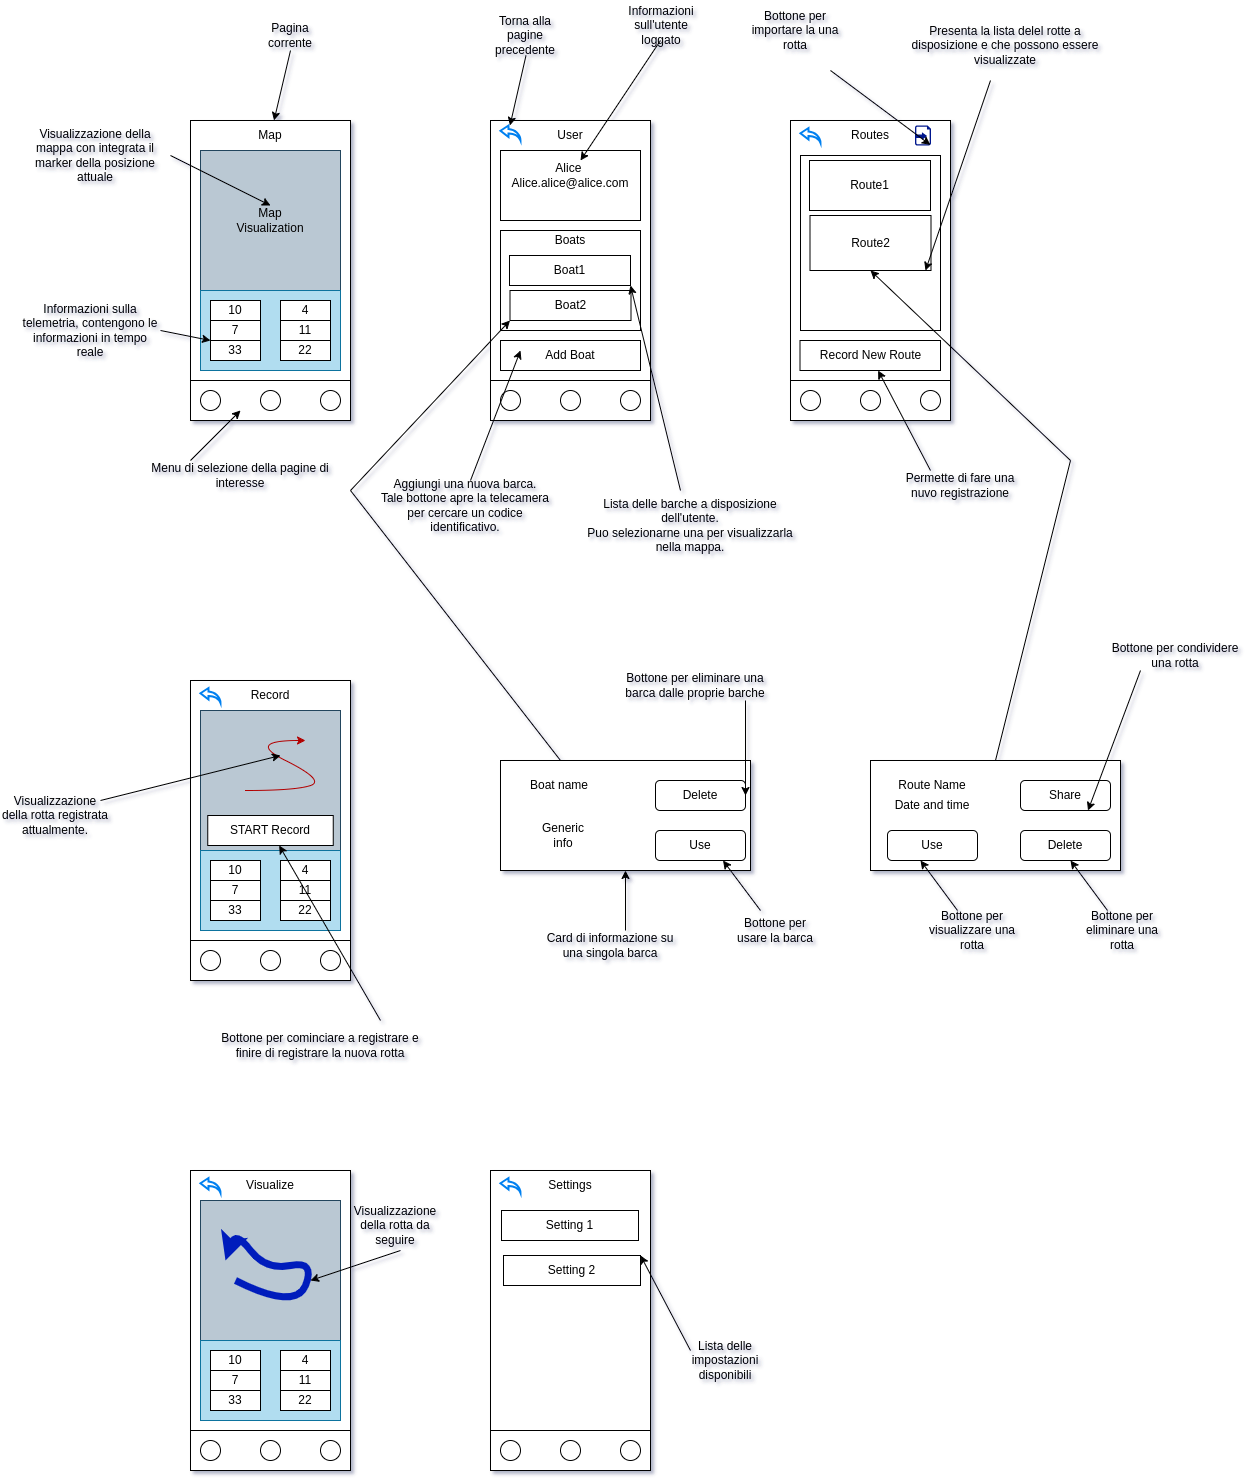 Pagina
corrente
Torna alla
pagine
precedente
Informazioni
sull'utente
loggato
Bottone per
importare la una
rotta
Presenta la lista delel rotte a
disposizione e che possono essere
visualizzate
Visualizzazione della
mappa con integrata il
marker della posizione
attuale
Informazioni sulla
telemetria, contengono le
informazioni in tempo
reale
Map
Map
Visualization
10
7
33
4
11
22
Menu di selezione della pagine di
interesse
User
Alice
Alice.alice@alice.com
Boats
Boat1
Boat2
Add Boat
Aggiungi una nuova barca.
Tale bottone apre la telecamera
per cercare un codice
identificativo.
Lista delle barche a disposizione
dell'utente.
Puo selezionarne una per visualizzarla
nella mappa.
Routes
Route1
Route2
Record New Route
Permette di fare una
nuvo registrazione
Record
START Record
10
7
33
4
11
22
Visualizzazione
della rotta registrata
attualmente.
Bottone per cominciare a registrare e
finire di registrare la nuova rotta
Bottone per eliminare una
barca dalle proprie barche
Boat name
Delete
Generic
info
Use
Card di informazione su
una singola barca
Bottone per
usare la barca
Bottone per condividere
una rotta
Route Name
Date and time
Share
Use
Delete
Bottone per
visualizzare una
rotta
Bottone per
eliminare una
rotta
Visualize
10
7
33
4
11
22
Visualizzazione
della rotta da
seguire
Settings
Setting 1
Setting 2
Lista delle
impostazioni
disponibili